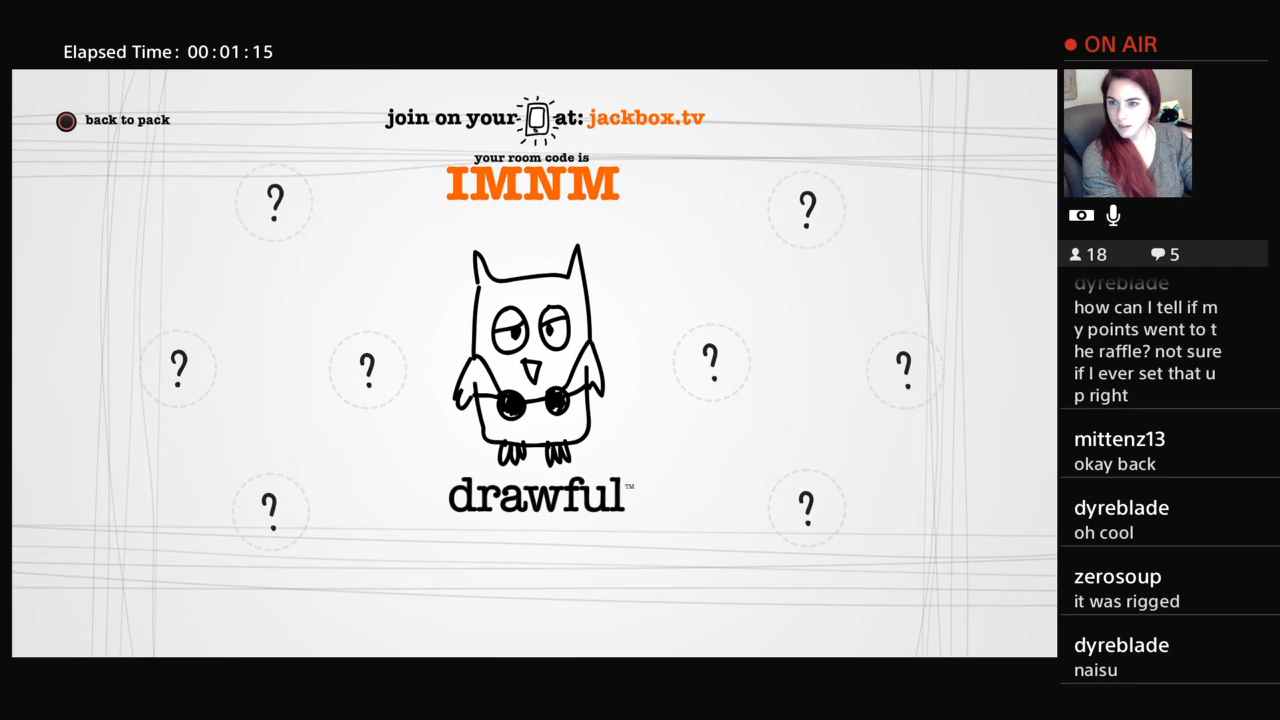 Elapsed Time: 00:01:15
ON AIR
back to pack
join on your at: jackbox.tv
your room code is
IMNM
?
?
?
?
?
?
?
?
drawful™
18 5
dyreblade
how can I tell if m
y points went to t
he raffle? not sure
if I ever set that u
p right
mittenz13
okay back
dyreblade
oh cool
zerosoup
it was rigged
dyreblade
naisu